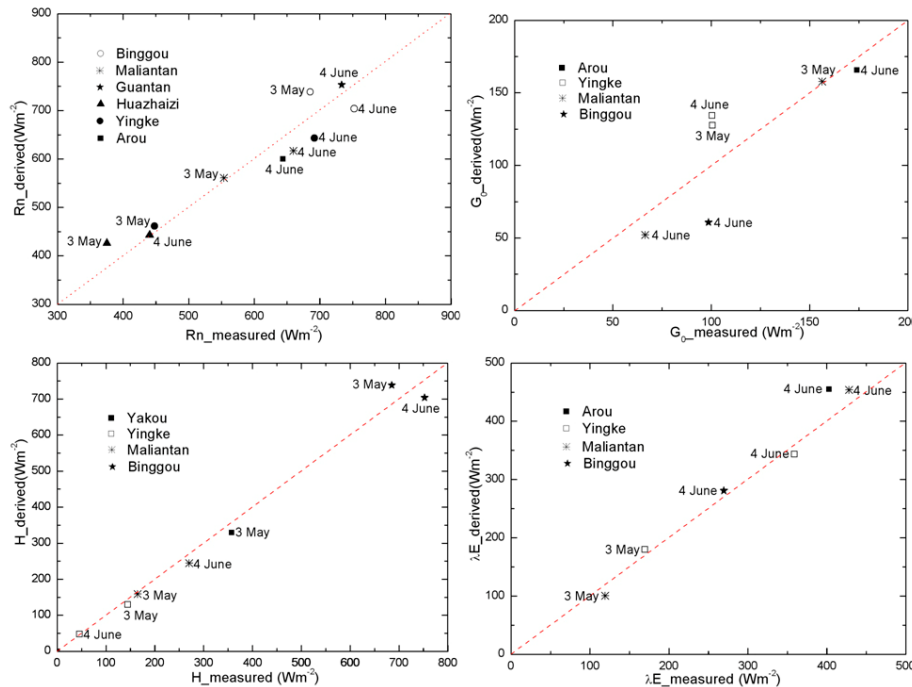 900
800
700
600
500
400
300
Rn_derived(Wm-2)
Binggou
Maliantan
Guantan
Huazhaizi
Yingke
Arou
4 June
3 May
4 June
4 June
4 June
4 June
3 May
3 May
3 May
4 June
300 400 500 600 700 800 900
Rn_measured (Wm-2)
200
150
100
50
0
G0_derived(Wm-2)
Arou
Yingke
Maliantan
Binggou
3 May
4 June
4 June
3 May
4 June
4 June
0 50 100 150 200
G0_measured (Wm-2)
800
700
600
500
400
300
200
100
0
H_derived(Wm-2)
Yakou
Yingke
Maliantan
Binggou
3 May
4 June
3 May
4 June
3 May
3 May
4 June
0 100 200 300 400 500 600 700 800
H_measured (Wm-2)
500
400
300
200
100
0
λE_derived(Wm-2)
Arou
Yingke
Maliantan
Binggou
4 June
4 June
4 June
4 June
3 May
3 May
0 100 200 300 400 500
λE_measured (Wm-2)